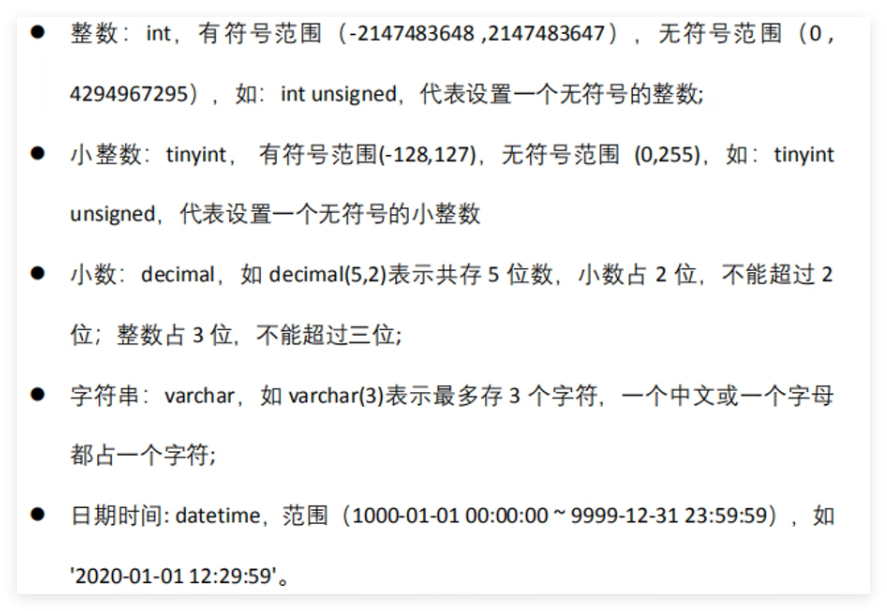 ● 整数：int，有符号范围（-2147483648 ,2147483647），无符号范围（0 ,
4294967295），如：int unsigned，代表设置一个无符号的整数;
● 小整数：tinyint， 有符号范围(-128,127)，无符号范围 (0,255)，如：tinyint
unsigned，代表设置一个无符号的小整数
● 小数：decimal，如 decimal(5,2)表示共存 5 位数，小数占 2 位，不能超过 2
位；整数占 3 位，不能超过三位;
● 字符串：varchar，如 varchar(3)表示最多存 3 个字符，一个中文或一个字母
都占一个字符;
● 日期时间: datetime，范围（1000-01-01 00:00:00 ~ 9999-12-31 23:59:59），如
'2020-01-01 12:29:59'。